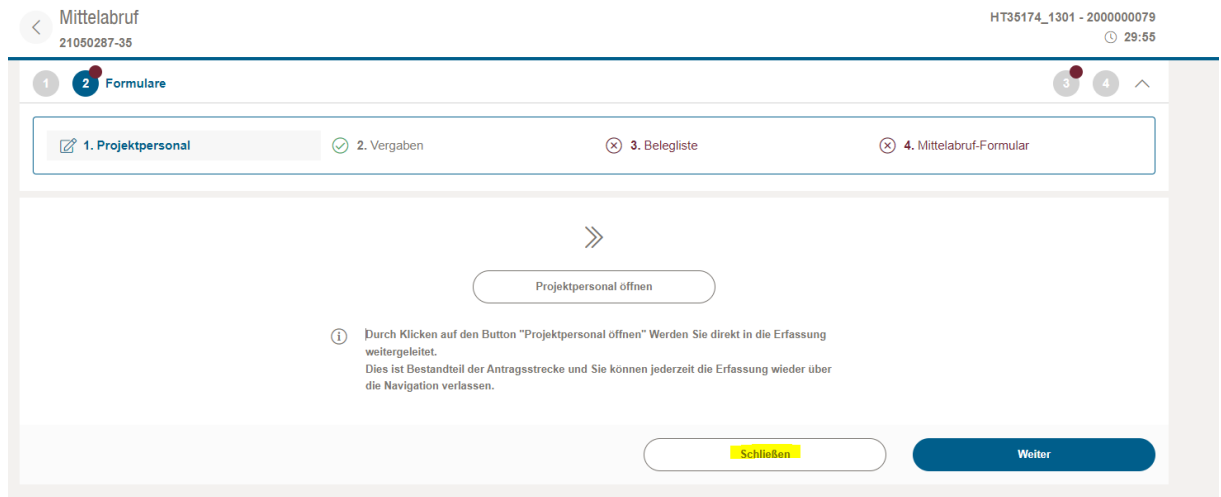 Mittelabruf
21050287-35
HT35174_1301 - 2000000079
29:55
1 2 Formulare 3 4
1. Projektpersonal 2. Vergaben 3. Belegliste 4. Mittelabruf-Formular
Projektpersonal öffnen
Durch Klicken auf den Button "Projektpersonal öffnen" Werden Sie direkt in die Erfassung
weitergeleitet.
Dies ist Bestandteil der Antragsstrecke und Sie können jederzeit die Erfassung wieder über
die Navigation verlassen.
Schließen Weiter